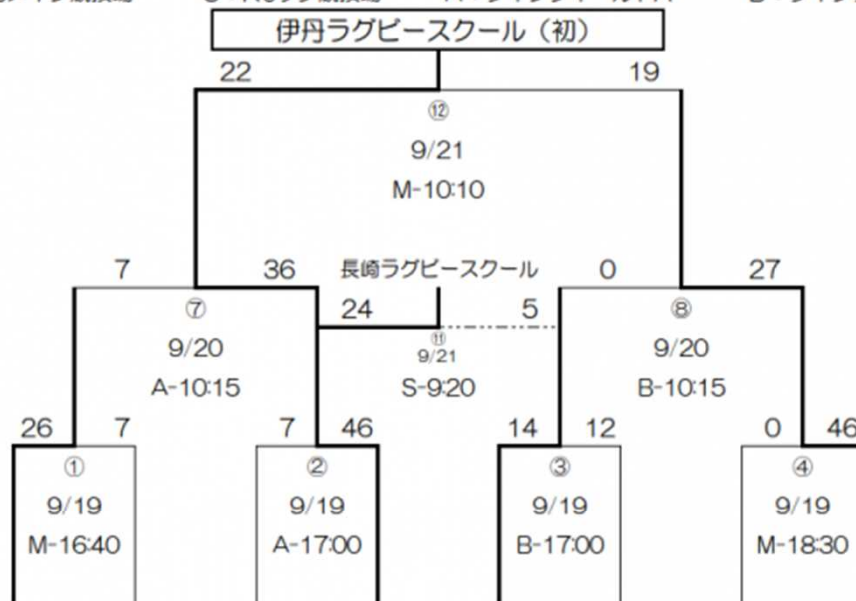 伊丹ラグビースクール（初）
22 19
⑫
9/21
M-10:10
7 36 長崎ラグビースクール 0 27
24 5
⑦ ⑪ ⑧
9/20 9/21 9/20
A-10:15 S-9:20 B-10:15
26 7 7 46 14 12 0 46
① ② ③ ④
9/19 9/19 9/19 9/19
M-16:40 A-17:00 B-17:00 M-18:30